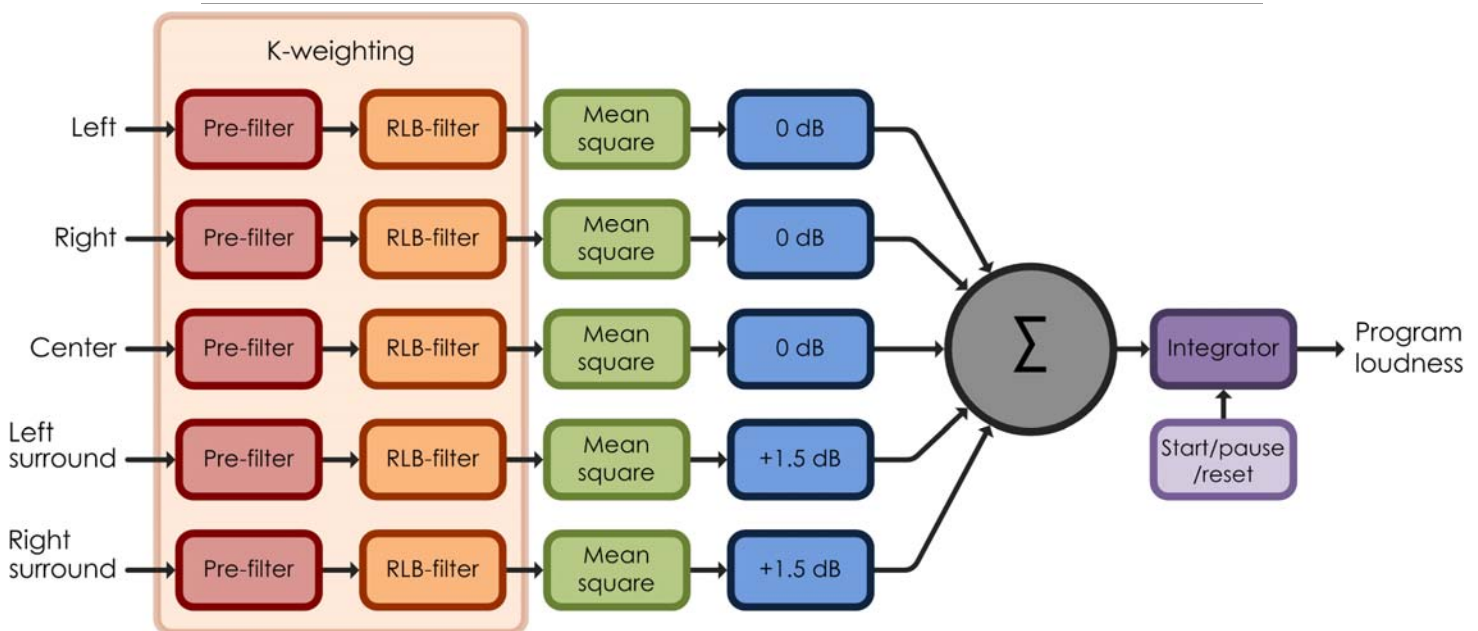 K-weighting
Left
Pre-filter
RLB-filter
Mean
square
0 dB
Right
Pre-filter
RLB-filter
Mean
square
0 dB
Center
Pre-filter
RLB-filter
Mean
square
0 dB
Σ
Integrator
Program
loudness
Left
surround
Pre-filter
RLB-filter
Mean
square
+1.5 dB
Start/pause
/reset
Right
surround
Pre-filter
RLB-filter
Mean
square
+1.5 dB